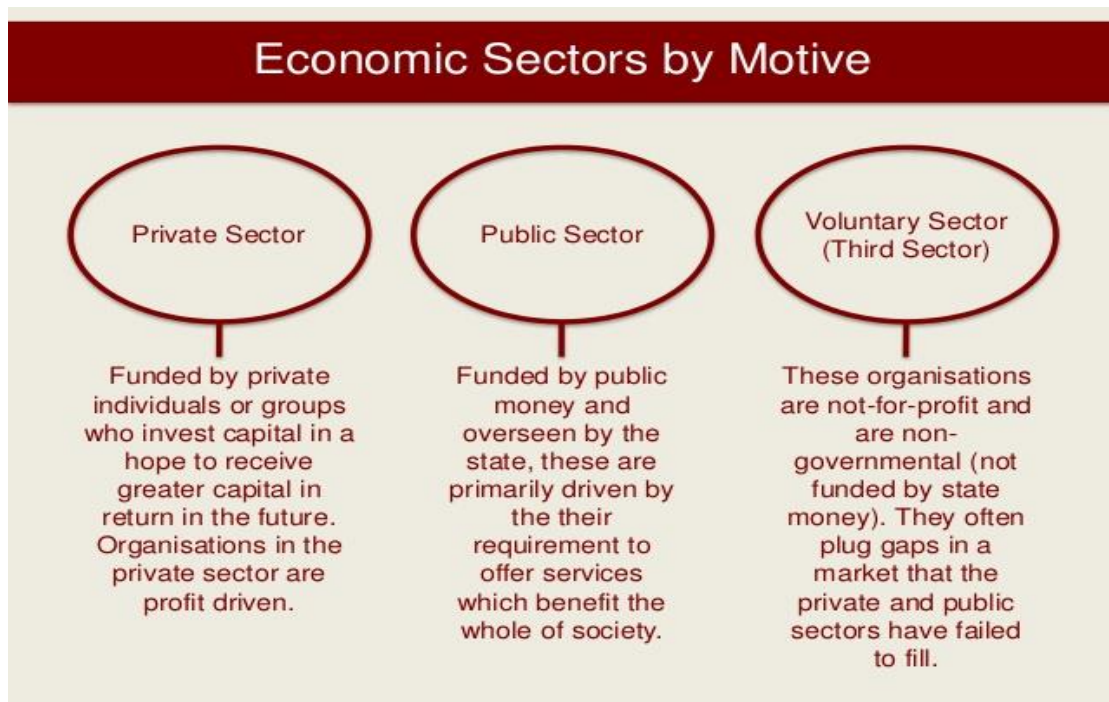 Economic Sectors by Motive
Private Sector
Funded by private
individuals or groups
who invest capital in a
hope to receive
greater capital in
return in the future.
Organisations in the
private sector are
profit driven.
Public Sector
Funded by public
money and
overseen by the
state, these are
primarily driven by
the their
requirement to
offer services
which benefit the
whole of society.
Voluntary Sector
(Third Sector)
These organisations
are not-for-profit and
are non-
governmental (not
funded by state
money). They often
plug gaps in a
market that the
private and public
sectors have failed
to fill.